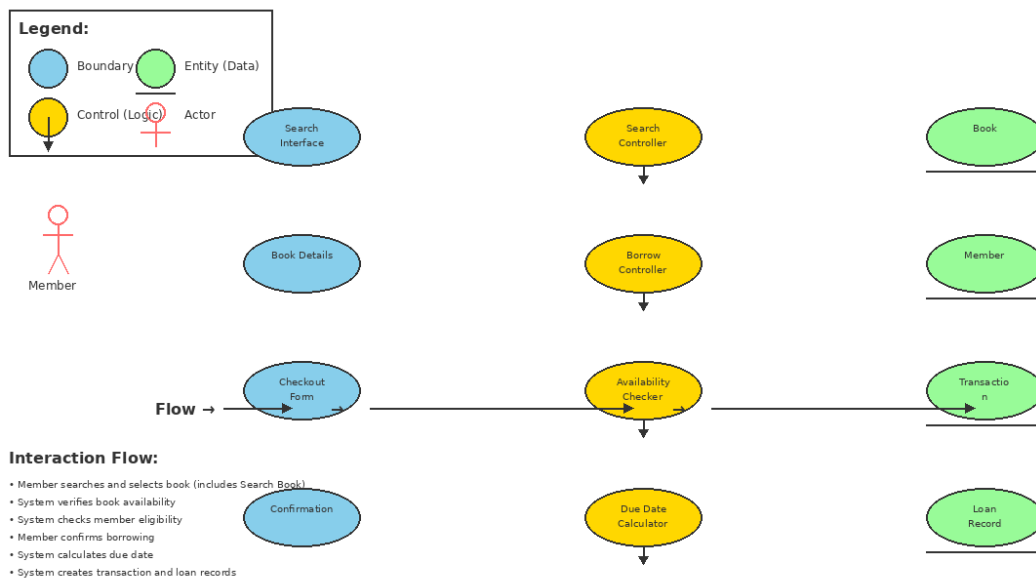 Legend:
Boundary
Entity (Data)
Control (Logic)
Actor
Search
Interface
Search
Controller
Book
Member
Book Details
Borrow
Controller
Member
Checkout
Form
Availability
Checker
Transactio
n
Flow →
→
→
Interaction Flow:
• Member searches and selects book (includes Search Book)
• System verifies book availability
• System checks member eligibility
• Member confirms borrowing
• System calculates due date
• System creates transaction and loan records
Confirmation
Due Date
Calculator
Loan
Record